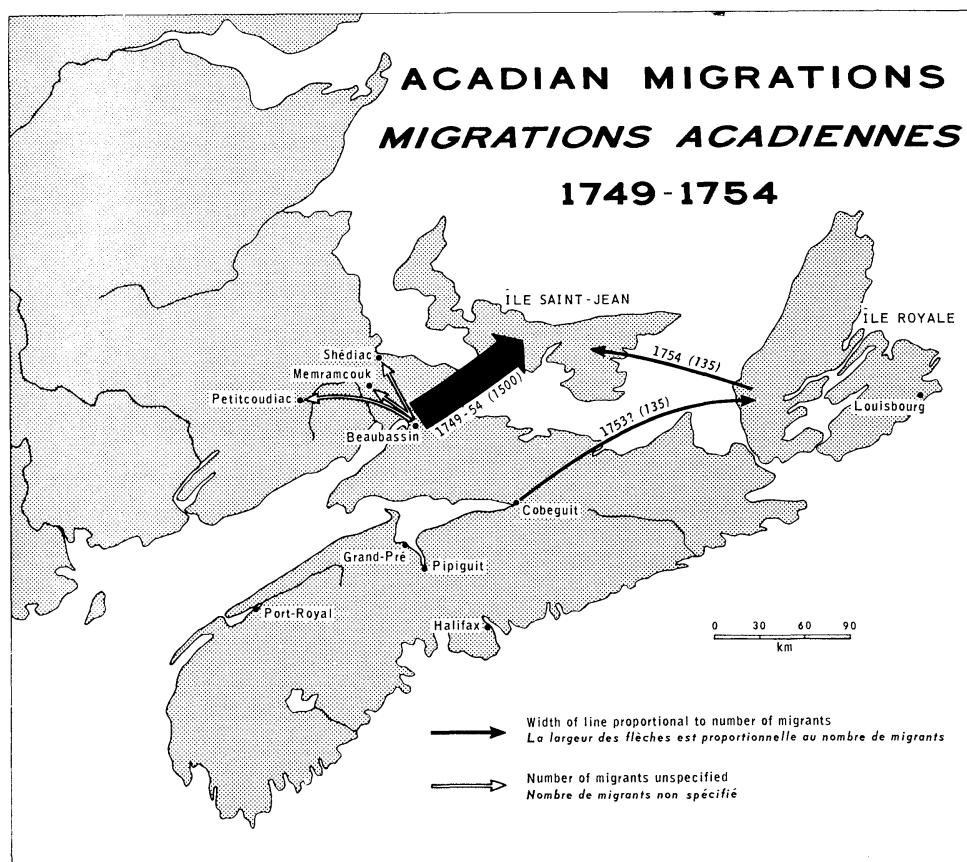 ACADIAN MIGRATIONS
MIGRATIONS ACADIENNES
1749-1754
ÎLE SAINT-JEAN
ÎLE ROYALE
Shédiac
Memramcouk
Petitcoudiac
Beaubassin
1749-54 (1500)
1754 (135)
1753? (135)
Louisbourg
Cobeguit
Grand-Pré
Pipiguit
Port-Royal
Halifax
0 30 60 90
km
Width of line proportional to number of migrants
La largeur des flèches est proportionnelle au nombre de migrants
Number of migrants unspecified
Nombre de migrants non spécifié